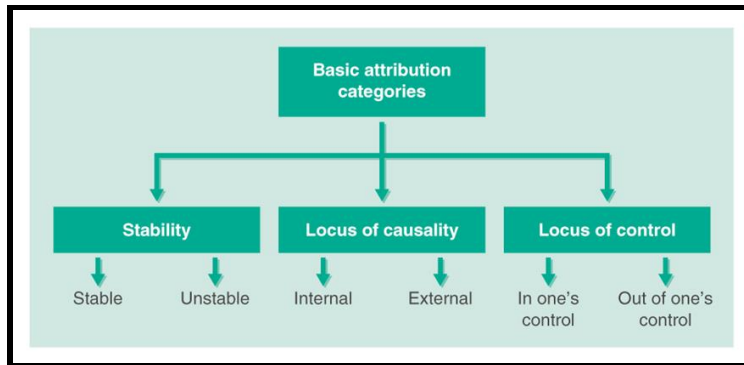 Basic attribution
categories
Stability
Locus of causality
Locus of control
Stable
Unstable
Internal
External
In one's
control
Out of one's
control